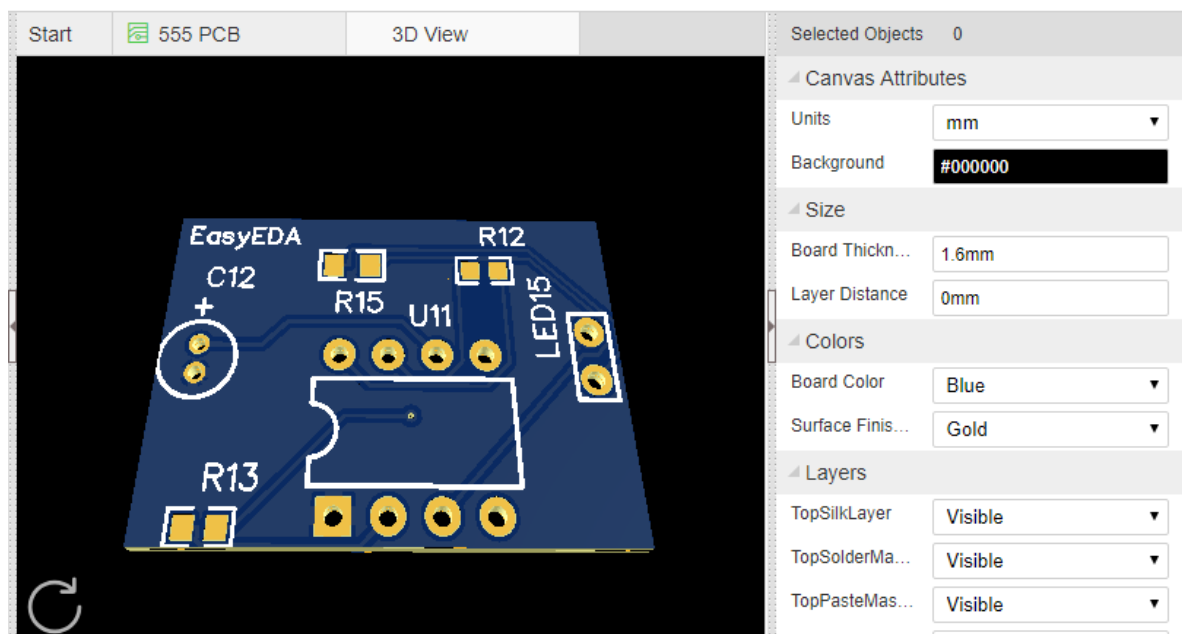 Start
555 PCB
3D View
Selected Objects 0
Canvas Attributes
Units mm
Background #000000
Size
Board Thickn... 1.6mm
Layer Distance 0mm
Colors
Board Color Blue
Surface Finis... Gold
Layers
TopSilkLayer Visible
TopSolderMa... Visible
TopPasteMas... Visible
EasyEDA
R12
C12
+
R15
U11
LED15
R13